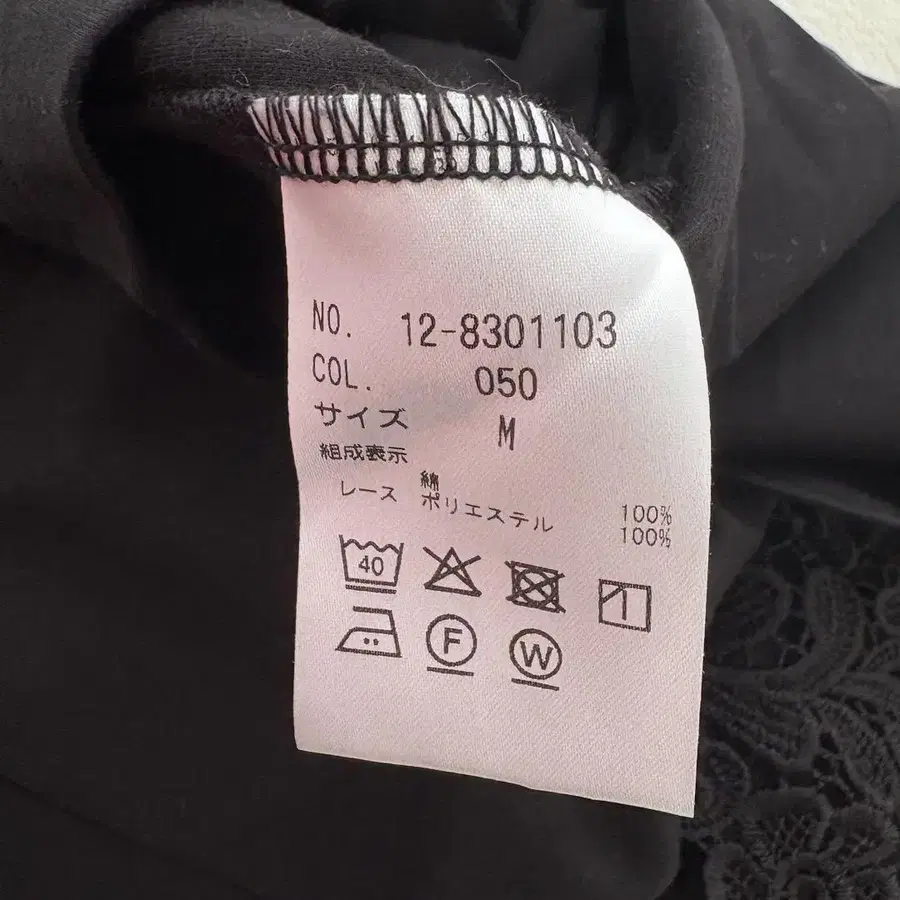 NO. 12-8301103
COL. 050
サイズ M
組成表示
綿 100%
レース ポリエステル 100%
40
F
W